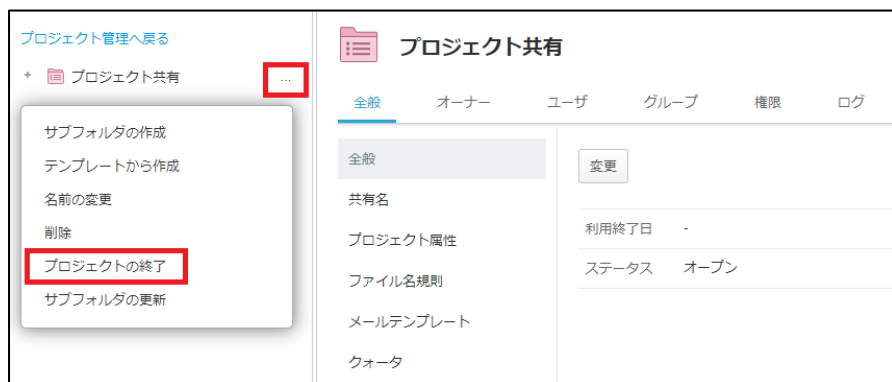 プロジェクト管理へ戻る
プロジェクト共有
...
サブフォルダの作成
テンプレートから作成
名前の変更
削除
プロジェクトの終了
サブフォルダの更新
プロジェクト共有
全般 オーナー ユーザ グループ 権限 ログ
全般
共有名
プロジェクト属性
ファイル名規則
メールテンプレート
クォータ
変更
利用終了日 -
ステータス オープン